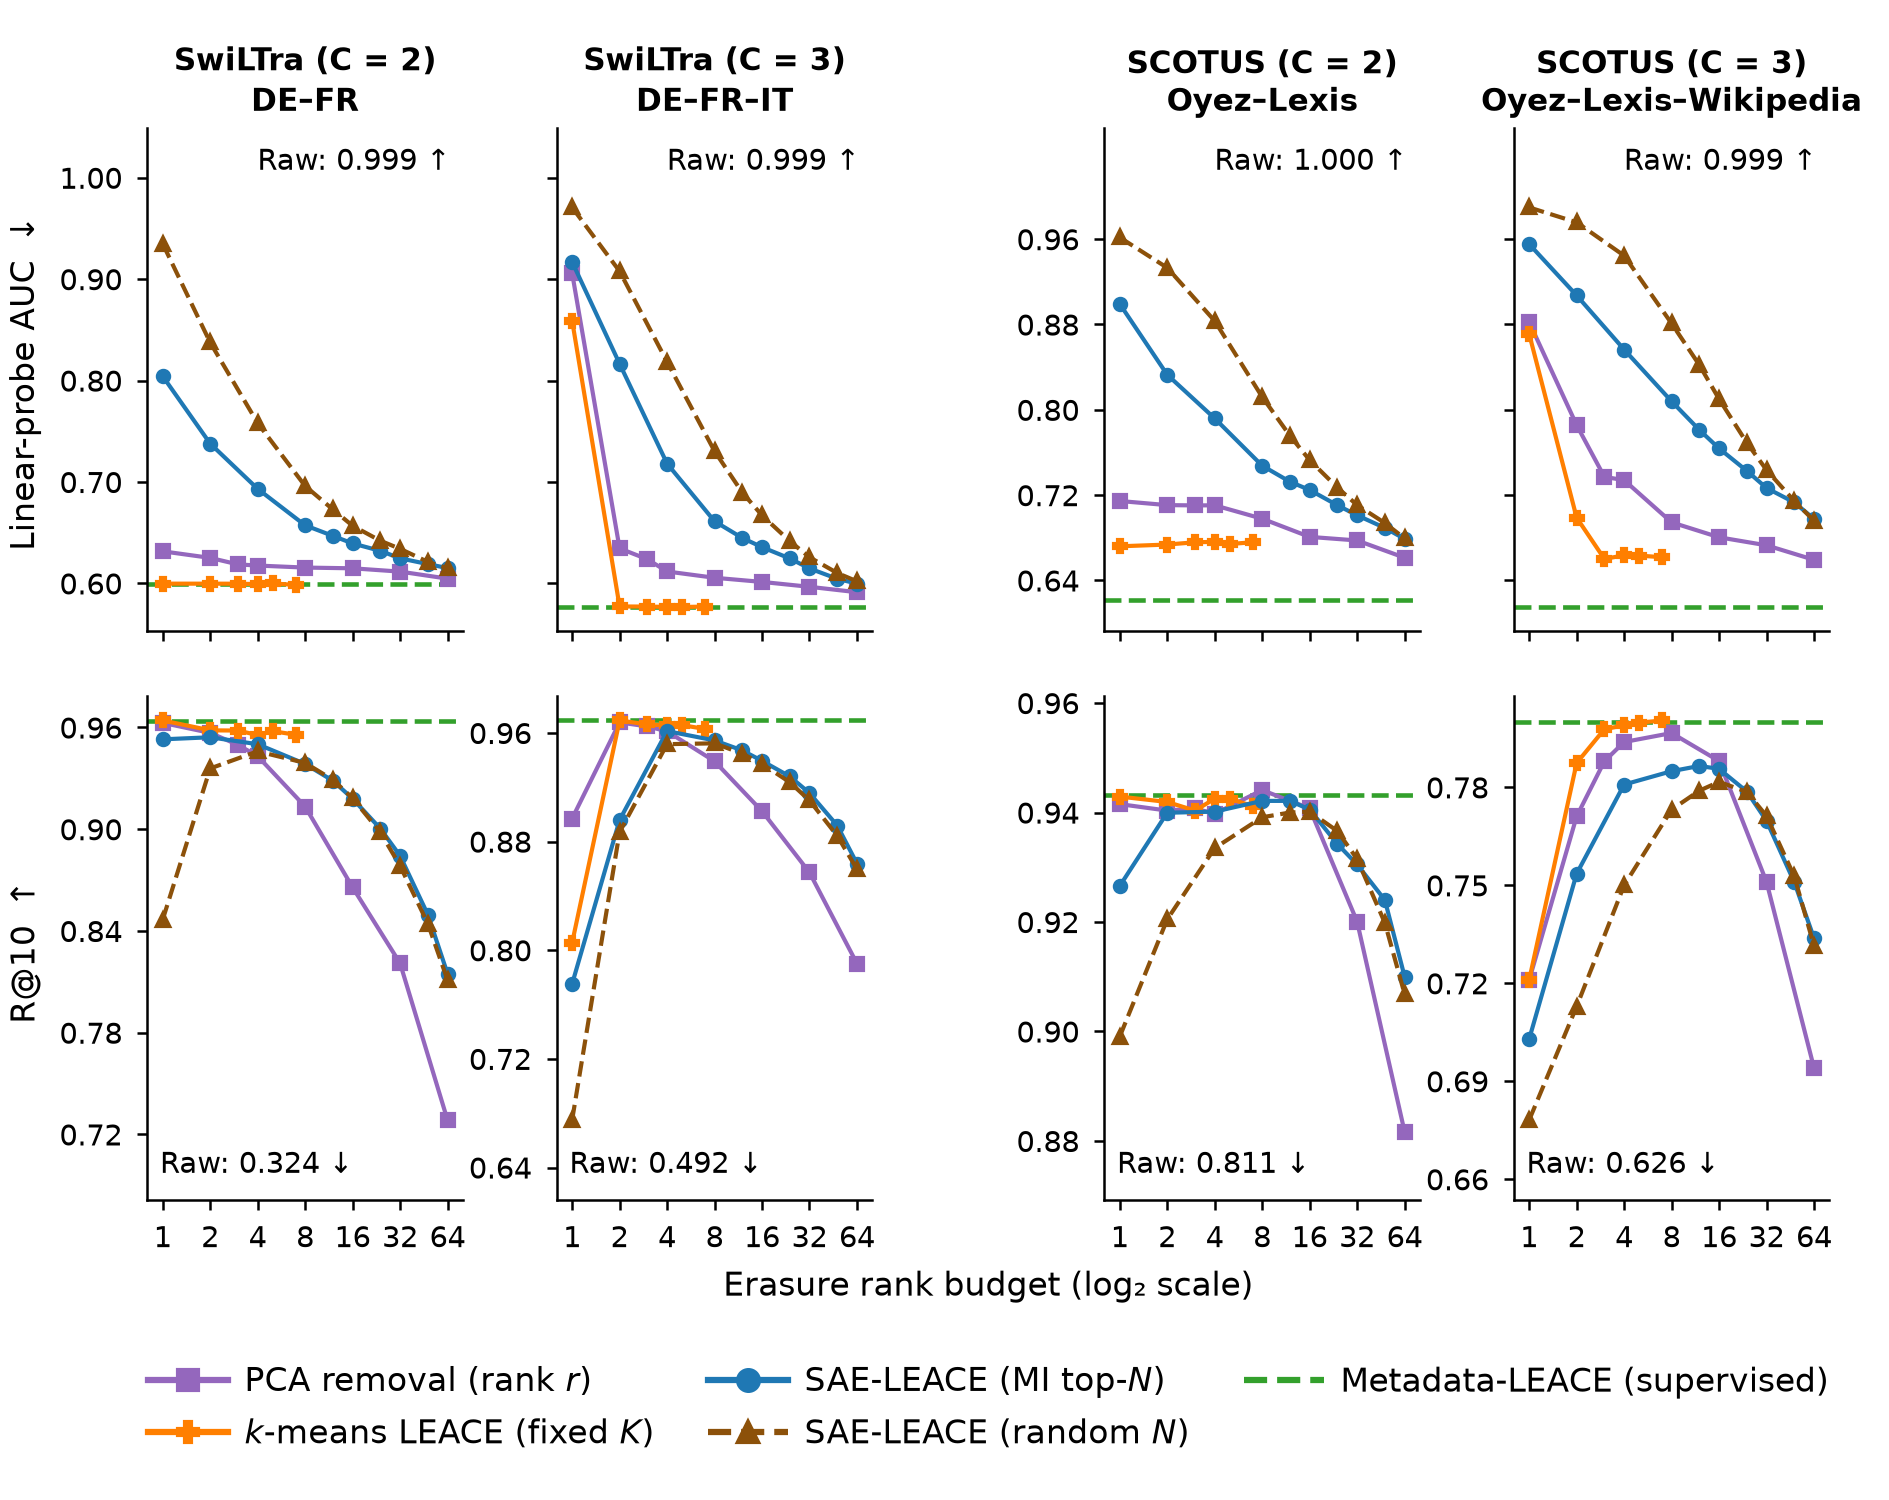 SwiLTra (C = 2)
DE–FR
SwiLTra (C = 3)
DE–FR–IT
SCOTUS (C = 2)
Oyez–Lexis
SCOTUS (C = 3)
Oyez–Lexis–Wikipedia
Linear-probe AUC ↓
1.00
0.90
0.80
0.70
0.60
Raw: 0.999 ↑
Raw: 0.999 ↑
0.96
0.88
0.80
0.72
0.64
Raw: 1.000 ↑
Raw: 0.999 ↑
R@10 ↑
0.96
0.90
0.84
0.78
0.72
Raw: 0.324 ↓
1 2 4 8 16 32 64
0.96
0.88
0.80
0.72
0.64
Raw: 0.492 ↓
1 2 4 8 16 32 64
0.96
0.94
0.92
0.90
0.88
Raw: 0.811 ↓
1 2 4 8 16 32 64
0.78
0.75
0.72
0.69
0.66
Raw: 0.626 ↓
1 2 4 8 16 32 64
Erasure rank budget (log₂ scale)
PCA removal (rank r)
k-means LEACE (fixed K)
SAE-LEACE (MI top-N)
SAE-LEACE (random N)
Metadata-LEACE (supervised)